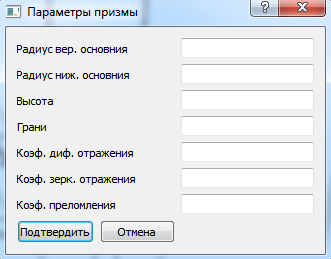 Параметры призмы
Радиус вер. основния
Радиус ниж. основния
Высота
Грани
Коэф. диф. отражения
Коэф. зерк. отражения
Коэф. преломления
Подтвердить Отмена